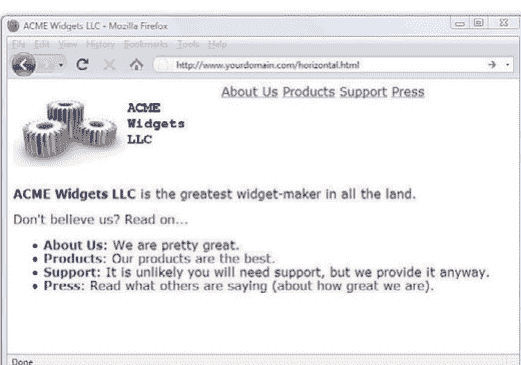 ACME Widgets LLC - Mozilla Firefox
File Edit View History Bookmarks Tools Help
http://www.yourdomain.com/horizontal.html
About Us Products Support Press
ACME
Widgets
LLC
ACME Widgets LLC is the greatest widget-maker in all the land.
Don't believe us? Read on...
• About Us: We are pretty great.
• Products: Our products are the best.
• Support: It is unlikely you will need support, but we provide it anyway.
• Press: Read what others are saying (about how great we are).
Done